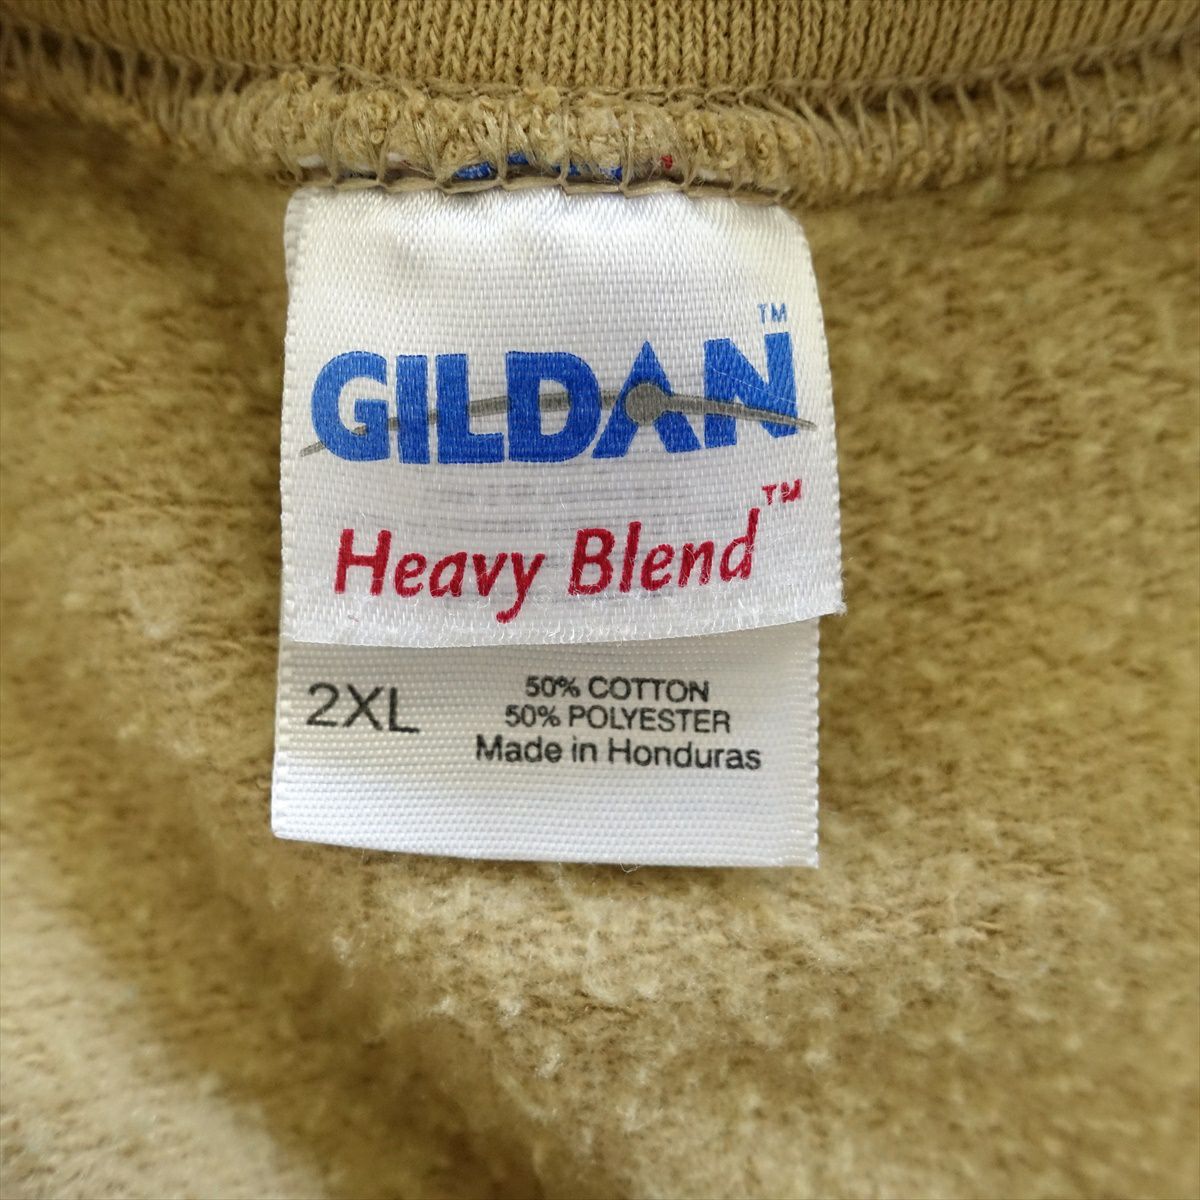 GILDAN™
Heavy Blend™
2XL
50% COTTON
50% POLYESTER
Made in Honduras